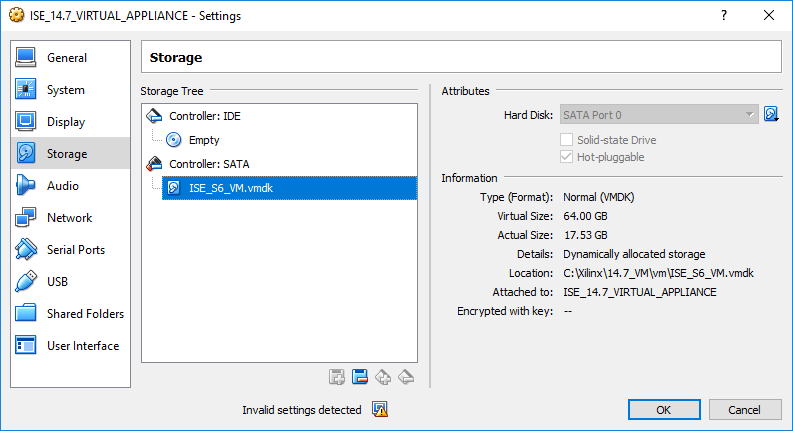 ISE_14.7_VIRTUAL_APPLIANCE - Settings
?
General
System
Display
Storage
Audio
Network
Serial Ports
USB
Shared Folders
User Interface
Storage
Storage Tree
Controller: IDE
Empty
Controller: SATA
ISE_S6_VM.vmdk
Attributes
Hard Disk: SATA Port 0
Solid-state Drive
Hot-pluggable
Information
Type (Format): Normal (VMDK)
Virtual Size: 64.00 GB
Actual Size: 17.53 GB
Details: Dynamically allocated storage
Location: C:\Xilinx\14.7_VM\vm\ISE_S6_VM.vmdk
Attached to: ISE_14.7_VIRTUAL_APPLIANCE
Encrypted with key: --
Invalid settings detected
OK
Cancel